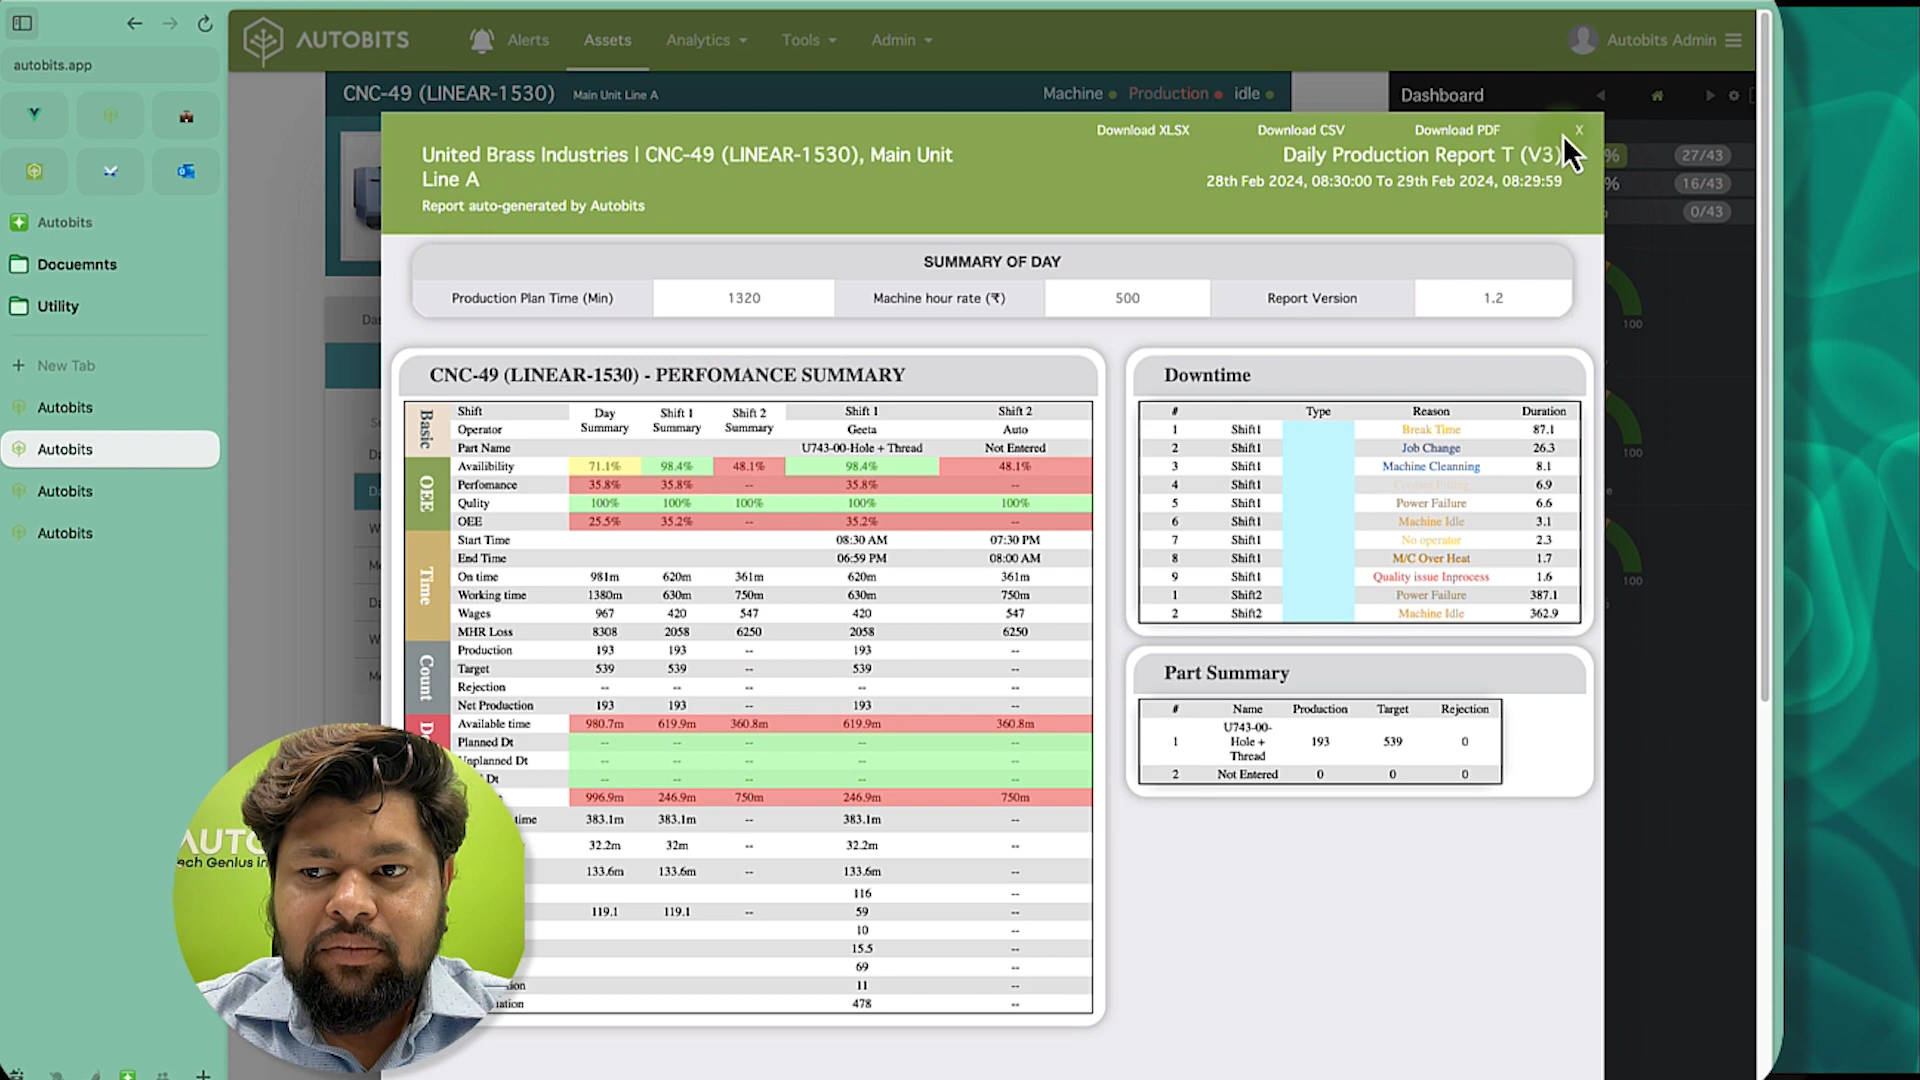 autobits.app
Autobits
Docuemnts
Utility
New Tab
Autobits
Autobits
Autobits
Autobits
AUTOBITS
Alerts Assets Analytics Tools Admin Autobits Admin
CNC-49 (LINEAR-1530) Main Unit Line A
Machine Production idle
Dashboard
Download XLSX Download CSV Download PDF X
United Brass Industries | CNC-49 (LINEAR-1530), Main Unit
Line A
Report auto-generated by Autobits
Daily Production Report T (V3)
28th Feb 2024, 08:30:00 To 29th Feb 2024, 08:29:59
% 27/43
% 16/43
0/43
100
100
100
SUMMARY OF DAY
Production Plan Time (Min) 1320 Machine hour rate (₹) 500 Report Version 1.2
CNC-49 (LINEAR-1530) - PERFOMANCE SUMMARY
Basic
OEE
Time
Count
Shift Day Summary Shift 1 Summary Shift 2 Summary Shift 1 Shift 2
Operator Geeta Auto
Part Name U743-00-Hole + Thread Not Entered
Availibility 71.1% 98.4% 48.1% 98.4% 48.1%
Perfomance 35.8% 35.8% -- 35.8% --
Qulity 100% 100% 100% 100% 100%
OEE 25.5% 35.2% -- 35.2% --
Start Time 08:30 AM 07:30 PM
End Time 06:59 PM 08:00 AM
On time 981m 620m 361m 620m 361m
Working time 1380m 630m 750m 630m 750m
Wages 967 420 547 420 547
MHR Loss 8308 2058 6250 2058 6250
Production 193 193 -- 193 --
Target 539 539 -- 539 --
Rejection -- -- -- -- --
Net Production 193 193 -- 193 --
Available time 980.7m 619.9m 360.8m 619.9m 360.8m
Planned Dt -- -- -- -- --
Unplanned Dt -- -- -- -- --
Dt -- -- -- -- --
996.9m 246.9m 750m 246.9m 750m
time 383.1m 383.1m -- 383.1m --
32.2m 32m -- 32.2m --
133.6m 133.6m -- 133.6m --
116 --
119.1 119.1 -- 59 --
10 --
15.5 --
69 --
11 --
478 --
Downtime
# Type Reason Duration
1 Shift1 Break Time 87.1
2 Shift1 Job Change 26.3
3 Shift1 Machine Cleanning 8.1
4 Shift1 6.9
5 Shift1 Power Failure 6.6
6 Shift1 Machine Idle 3.1
7 Shift1 No operator 2.3
8 Shift1 M/C Over Heat 1.7
9 Shift1 Quality issue Inprocess 1.6
1 Shift2 Power Failure 387.1
2 Shift2 Machine Idle 362.9
Part Summary
# Name Production Target Rejection
1 U743-00-Hole + Thread 193 539 0
2 Not Entered 0 0 0